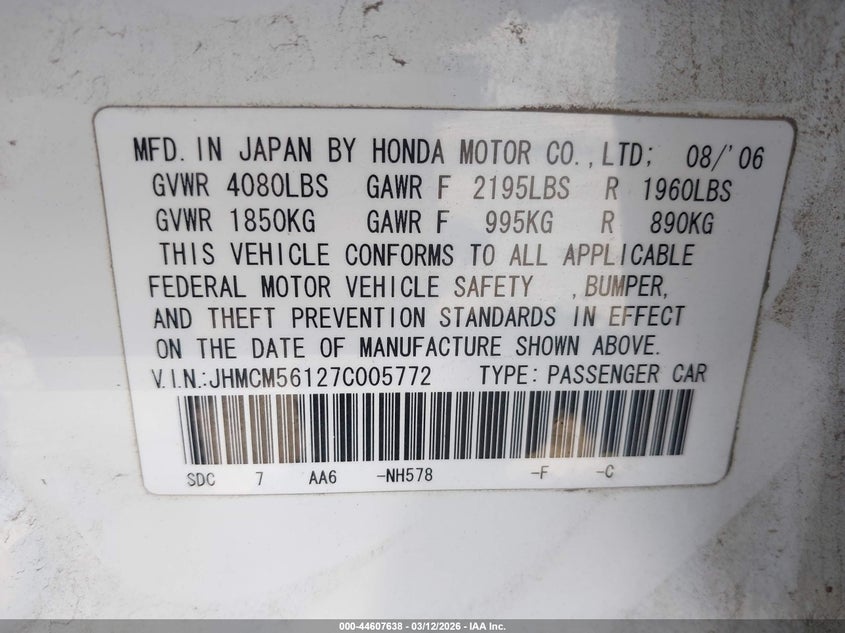 MFD. IN JAPAN BY HONDA MOTOR CO.,LTD; 08/'06
GVWR 4080LBS GAWR F 2195LBS R 1960LBS
GVWR 1850KG GAWR F 995KG R 890KG
THIS VEHICLE CONFORMS TO ALL APPLICABLE
FEDERAL MOTOR VEHICLE SAFETY ,BUMPER,
AND THEFT PREVENTION STANDARDS IN EFFECT
ON THE DATE OF MANUFACTURE SHOWN ABOVE.
V.I.N.:JHMCM56127C005772 TYPE: PASSENGER CAR
SDC 7 AA6 -NH578 -F -C
000-44607638 - 03/12/2026 - IAA Inc.